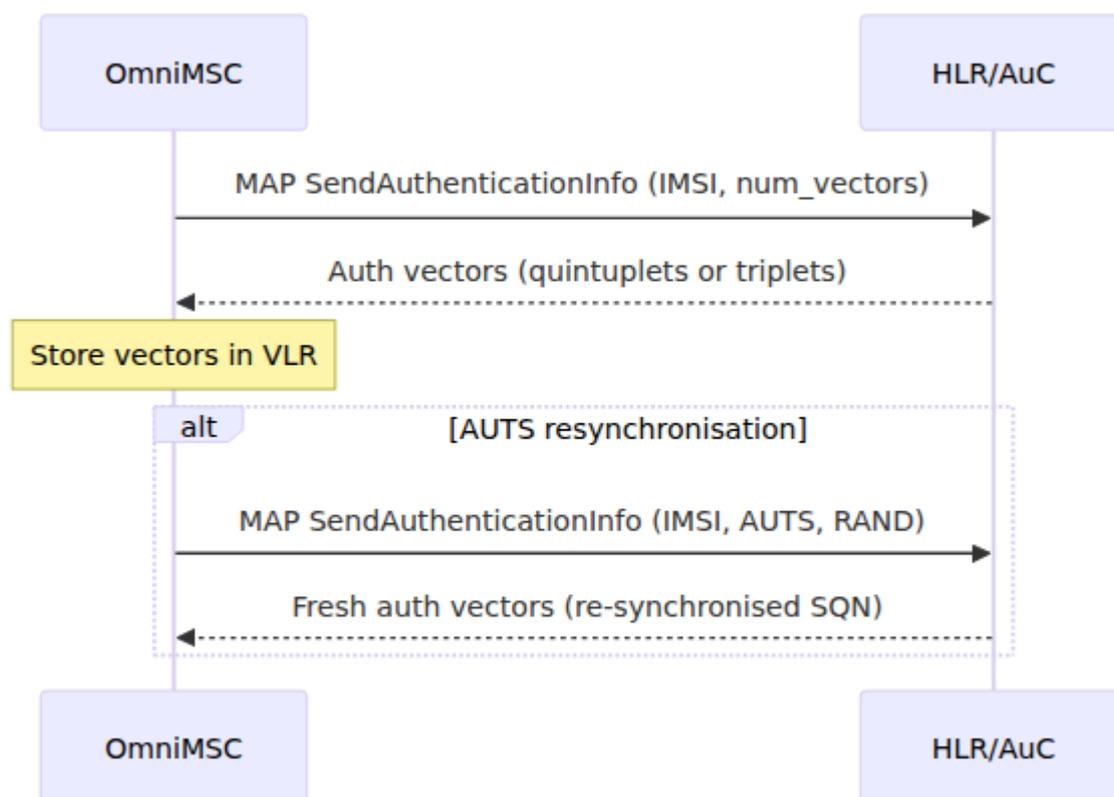 OmniMSC
HLR/AuC
MAP SendAuthenticationInfo (IMSI, num_vectors)
Auth vectors (quintuplets or triplets)
Store vectors in VLR
alt
[AUTS resynchronisation]
MAP SendAuthenticationInfo (IMSI, AUTS, RAND)
Fresh auth vectors (re-synchronised SQN)
OmniMSC
HLR/AuC